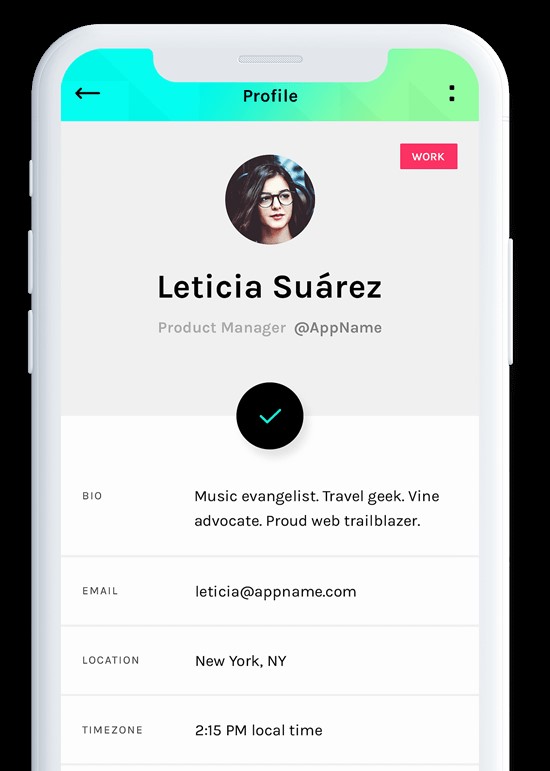 Profile
WORK
Leticia Suárez
Product Manager @AppName
BIO
Music evangelist. Travel geek. Vine
advocate. Proud web trailblazer.
EMAIL
leticia@appname.com
LOCATION
New York, NY
TIMEZONE
2:15 PM local time